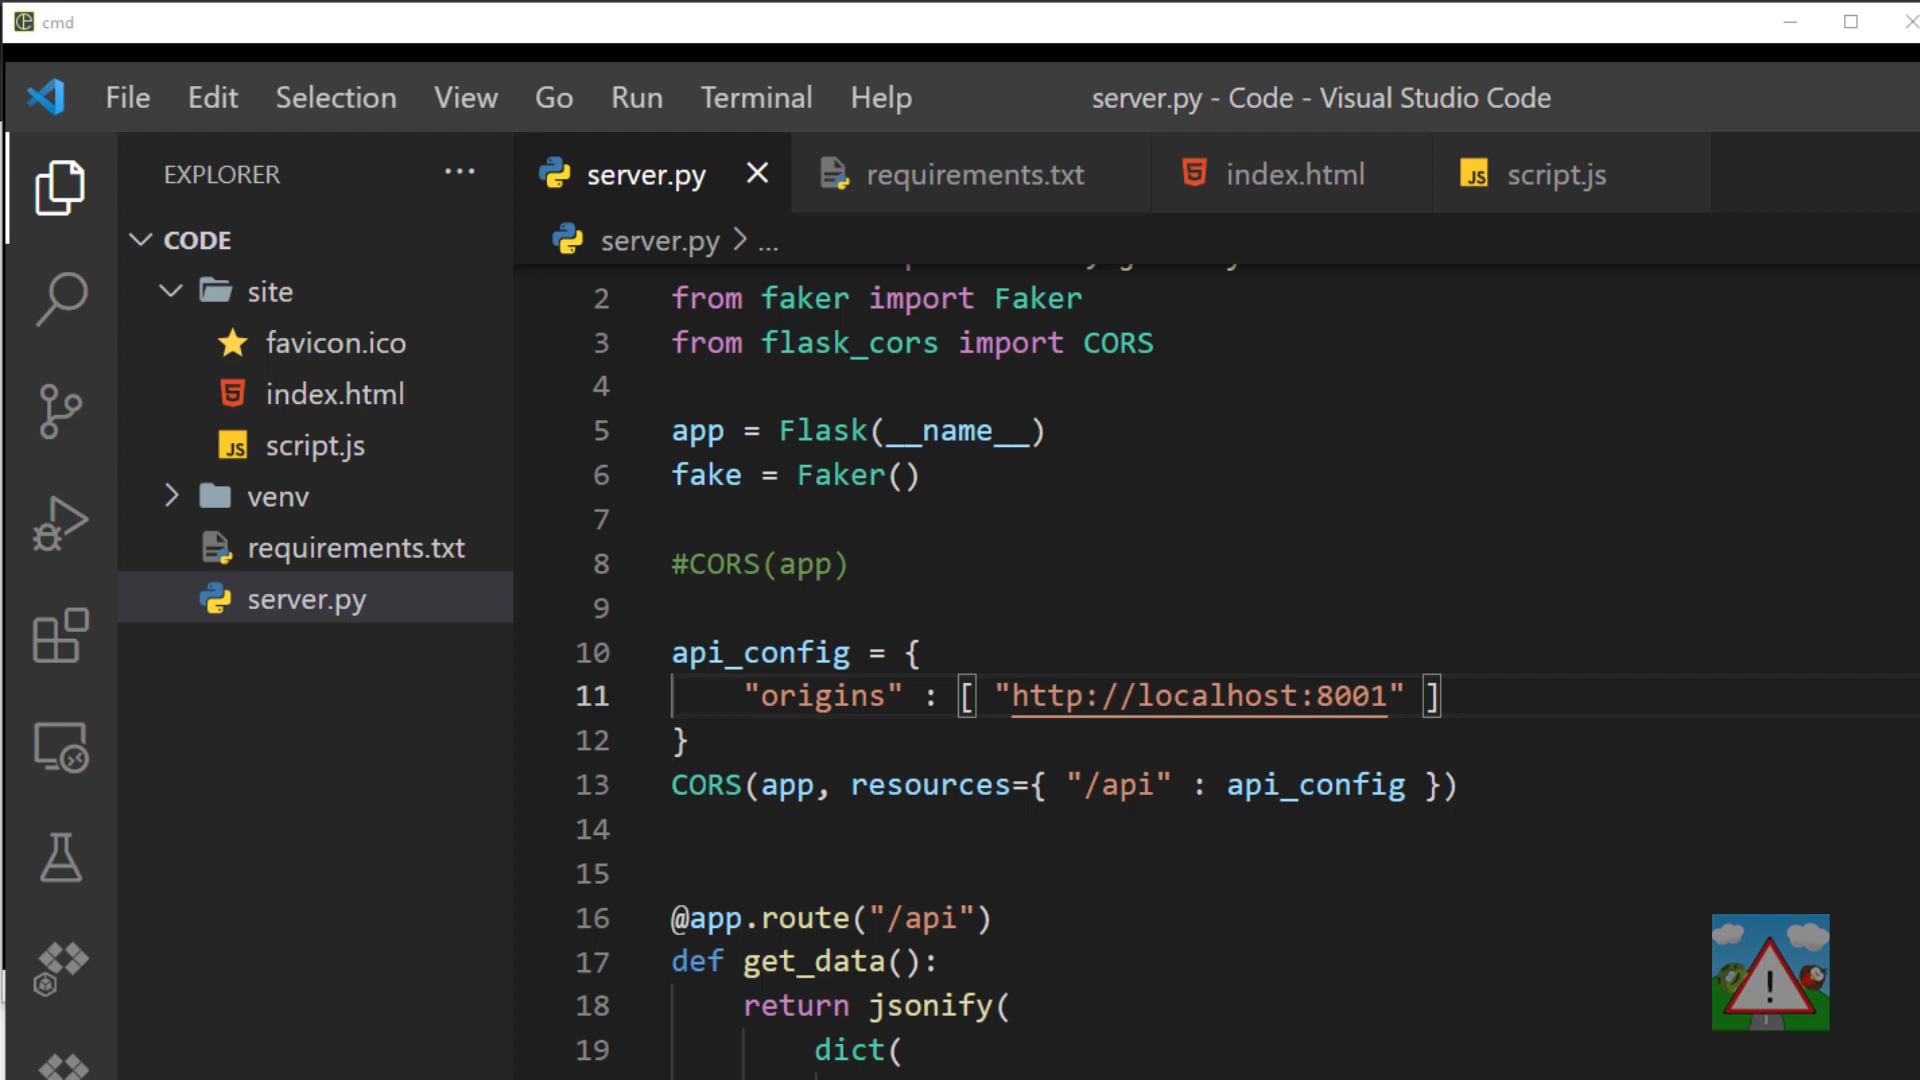 cmd
File Edit Selection View Go Run Terminal Help server.py - Code - Visual Studio Code
EXPLORER ...
server.py requirements.txt index.html script.js
CODE
server.py > ...
site
favicon.ico
index.html
script.js
venv
requirements.txt
server.py
2 from faker import Faker
3 from flask_cors import CORS
4
5 app = Flask(__name__)
6 fake = Faker()
7
8 #CORS(app)
9
10 api_config = {
11 "origins" : [ "http://localhost:8001" ]
12 }
13 CORS(app, resources={ "/api" : api_config })
14
15
16 @app.route("/api")
17 def get_data():
18 return jsonify(
19 dict(